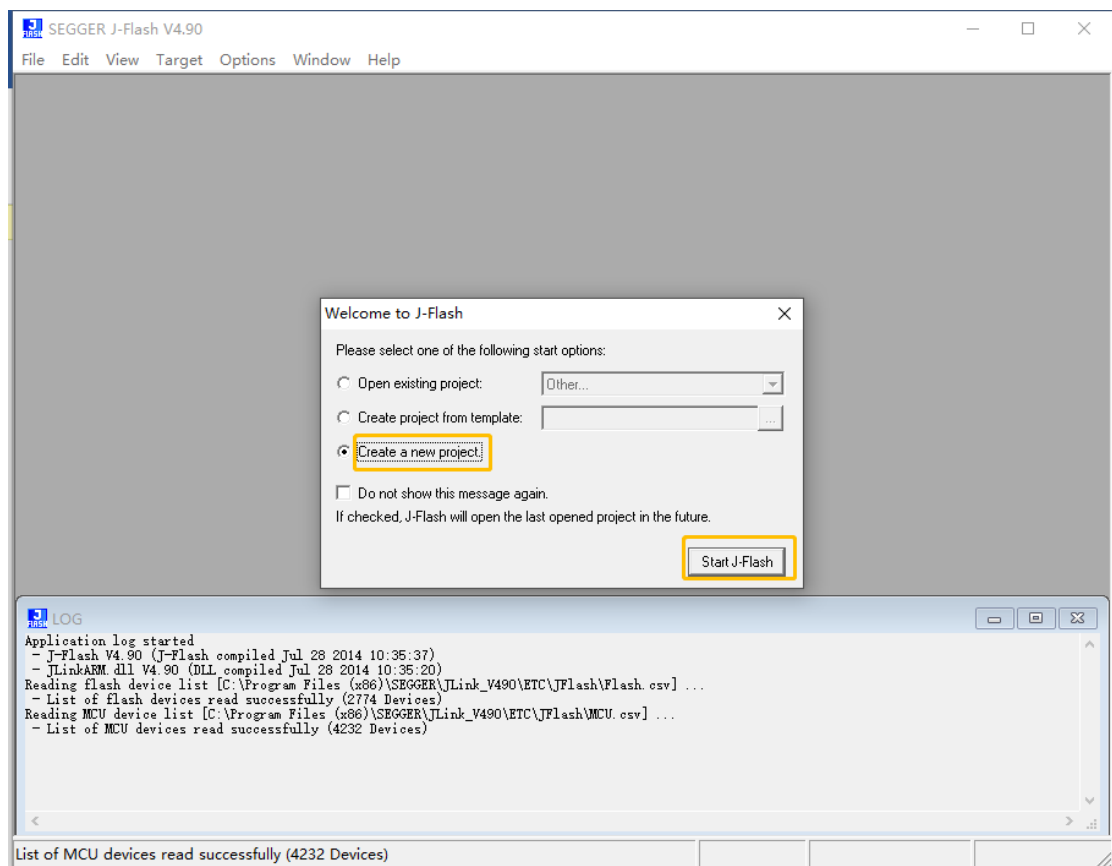 SEGGER J-Flash V4.90
File Edit View Target Options Window Help
Welcome to J-Flash
Please select one of the following start options:
Open existing project: Other...
Create project from template: ...
Create a new project.
Do not show this message again.
If checked, J-Flash will open the last opened project in the future.
Start J-Flash
LOG
Application log started
- J-Flash V4.90 (J-Flash compiled Jul 28 2014 10:35:37)
- JLinkARM.dll V4.90 (DLL compiled Jul 28 2014 10:35:20)
Reading flash device list [C:\Program Files (x86)\SEGGER\JLink_V490\ETC\JFlash\Flash.csv] ...
- List of flash devices read successfully (2774 Devices)
Reading MCU device list [C:\Program Files (x86)\SEGGER\JLink_V490\ETC\JFlash\MCU.csv] ...
- List of MCU devices read successfully (4232 Devices)
List of MCU devices read successfully (4232 Devices)